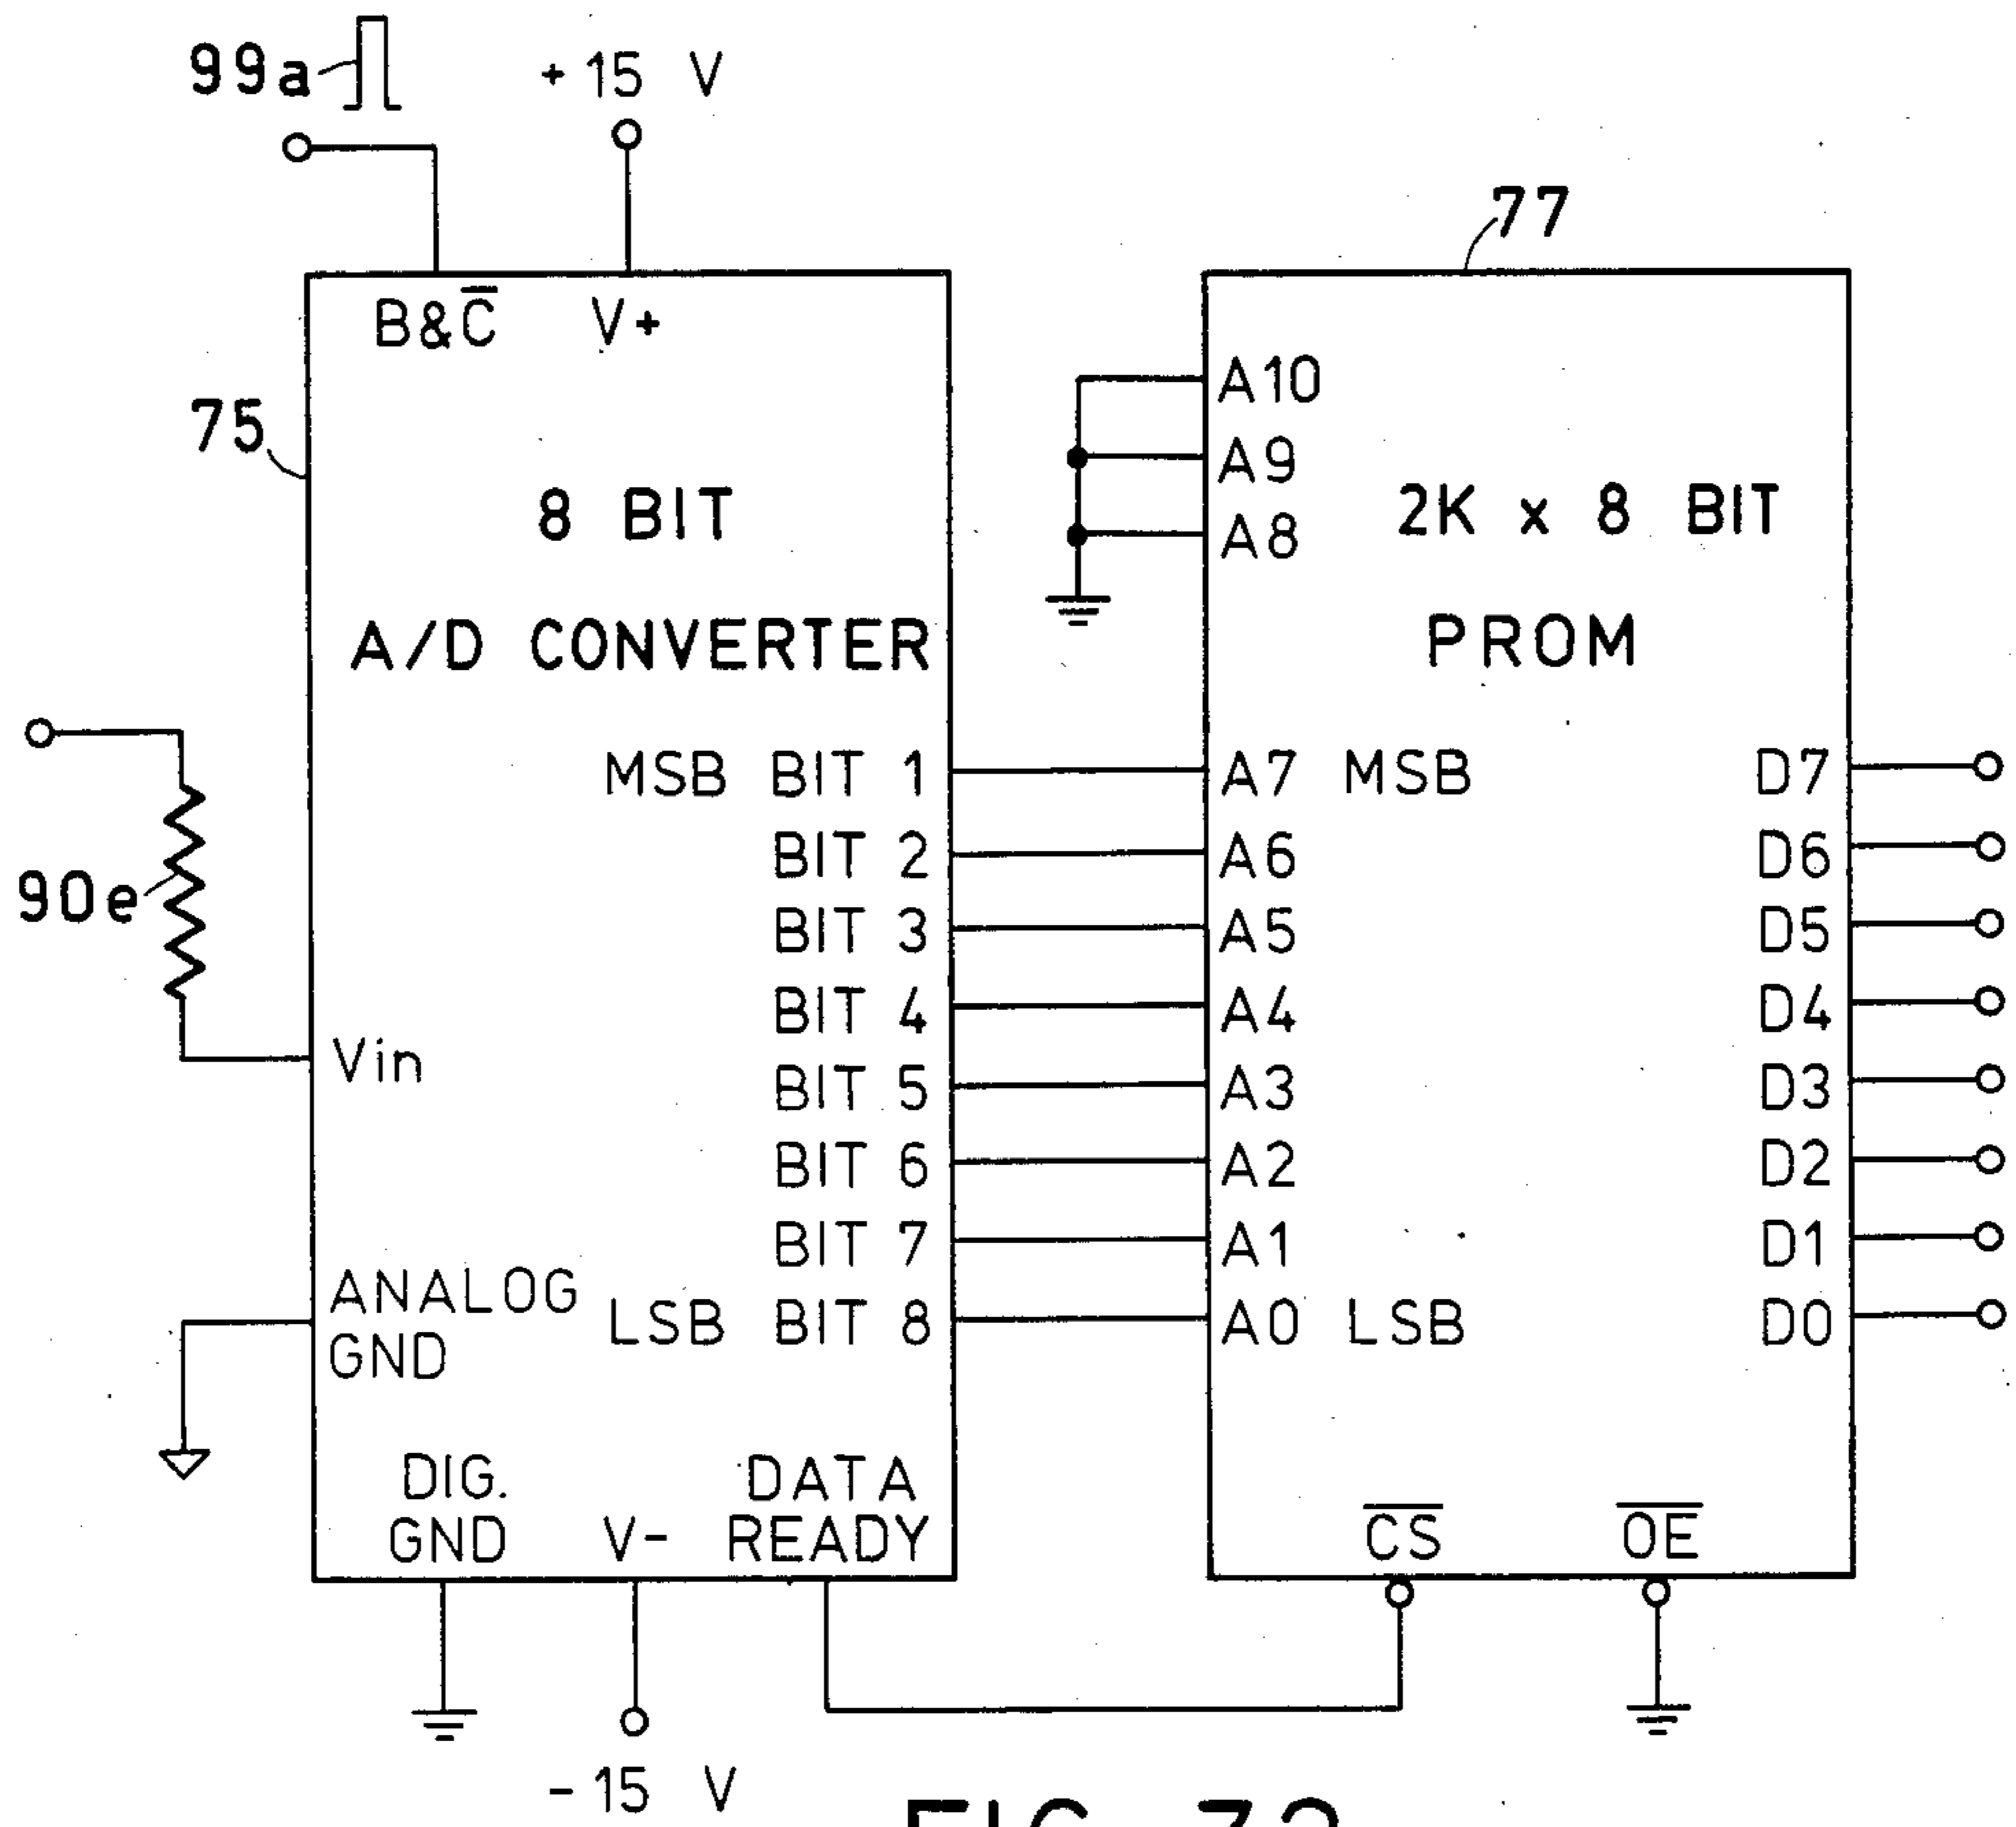 99a
+15 V
77
B&C̅ V+
A10
75
A9
8 BIT
2K x 8 BIT
A8
A/D CONVERTER
PROM
MSB BIT 1
A7 MSB
D7
BIT 2
A6
D6
90e
BIT 3
A5
D5
BIT 4
A4
D4
Vin
BIT 5
A3
D3
BIT 6
A2
D2
BIT 7
A1
D1
ANALOG
GND
LSB BIT 8
A0 LSB
D0
DIG.
GND
V-
DATA
READY
C̅S̅
O̅E̅
-15 V